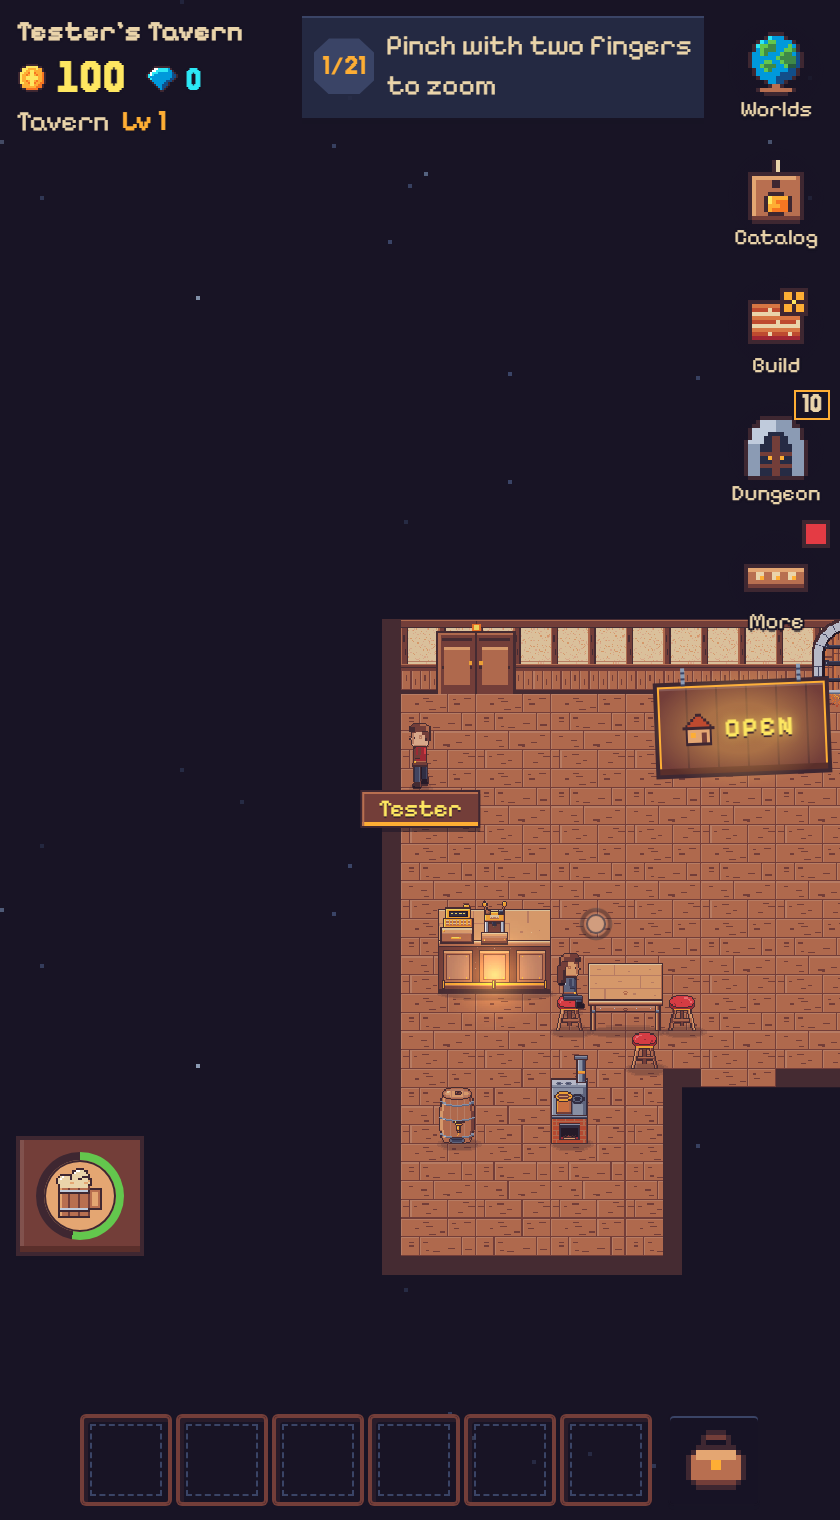 Tester's Tavern
100
0
Tavern Lv 1
1/21
Pinch with two fingers
to zoom
Worlds
Catalog
Build
10
Dungeon
More
OPEN
Tester